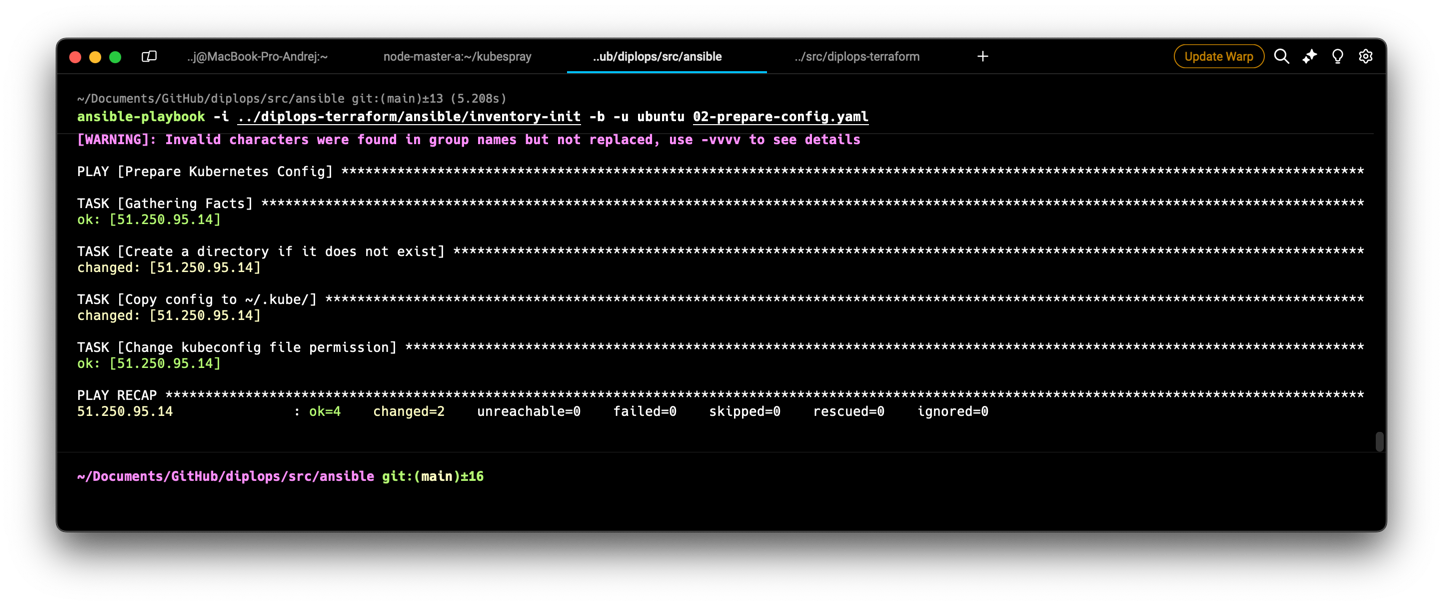 ..j@MacBook-Pro-Andrej:~ node-master-a:~/kubespray ..ub/diplops/src/ansible ../src/diplops-terraform + Update Warp
~/Documents/GitHub/diplops/src/ansible git:(main)±13 (5.208s)
ansible-playbook -i ../diplops-terraform/ansible/inventory-init -b -u ubuntu 02-prepare-config.yaml
[WARNING]: Invalid characters were found in group names but not replaced, use -vvvv to see details
PLAY [Prepare Kubernetes Config] ********************************************************************************************************************************
TASK [Gathering Facts] ******************************************************************************************************************************************
ok: [51.250.95.14]
TASK [Create a directory if it does not exist] ******************************************************************************************************************
changed: [51.250.95.14]
TASK [Copy config to ~/.kube/] **********************************************************************************************************************************
changed: [51.250.95.14]
TASK [Change kubeconfig file permission] ************************************************************************************************************************
ok: [51.250.95.14]
PLAY RECAP ******************************************************************************************************************************************************
51.250.95.14 : ok=4 changed=2 unreachable=0 failed=0 skipped=0 rescued=0 ignored=0
~/Documents/GitHub/diplops/src/ansible git:(main)±16